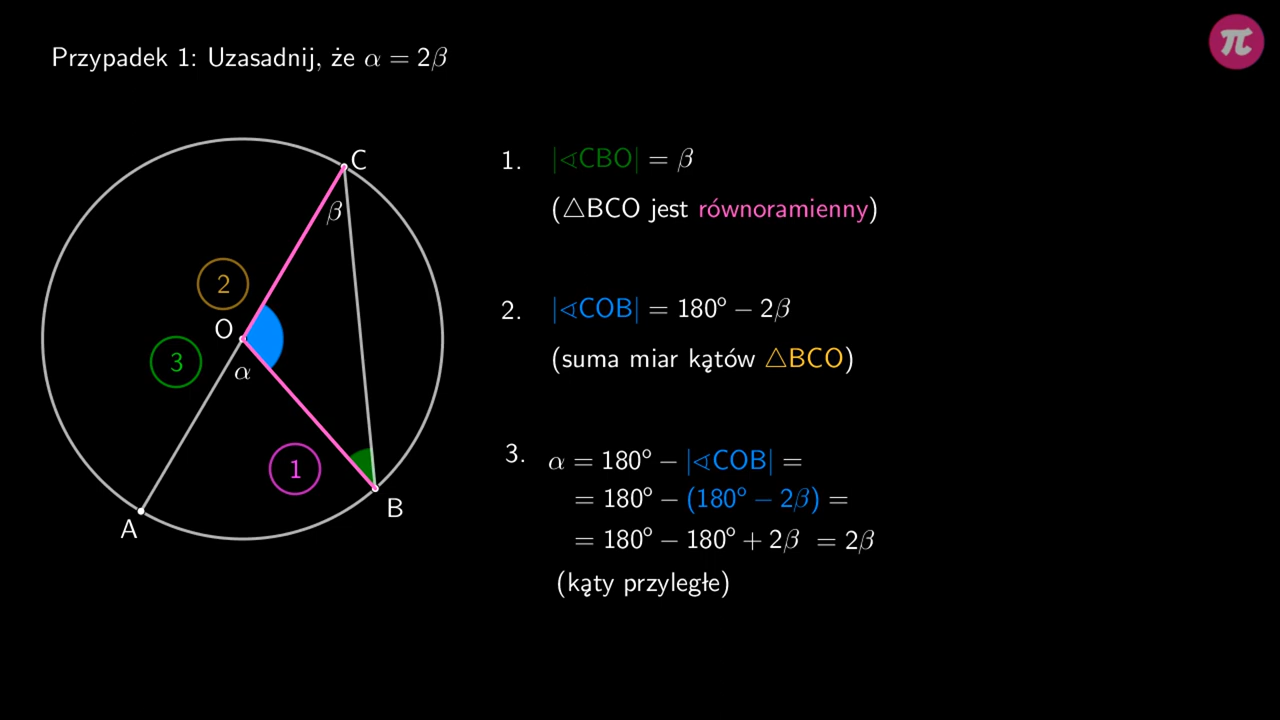 Przypadek 1: Uzasadnij, że α = 2β
π
C
β
2
O
3
α
1
A
B
1. |∢CBO| = β
(△BCO jest równoramienny)
2. |∢COB| = 180° − 2β
(suma miar kątów △BCO)
3. α = 180° − |∢COB| =
= 180° − (180° − 2β) =
= 180° − 180° + 2β = 2β
(kąty przyległe)